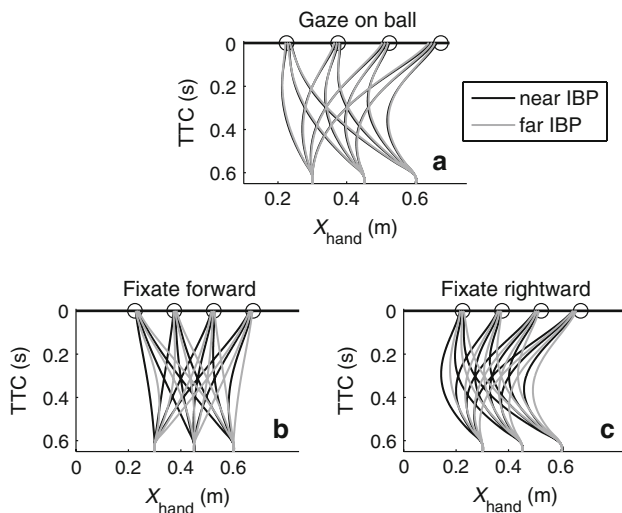 Gaze on ball
0
0.2
0.4
0.6
TTC (s)
0.2 0.4 0.6
X_hand (m)
a
near IBP
far IBP
Fixate forward
0
0.2
0.4
0.6
TTC (s)
0 0.2 0.4 0.6
X_hand (m)
b
Fixate rightward
0
0.2
0.4
0.6
TTC (s)
0 0.2 0.4 0.6
X_hand (m)
c